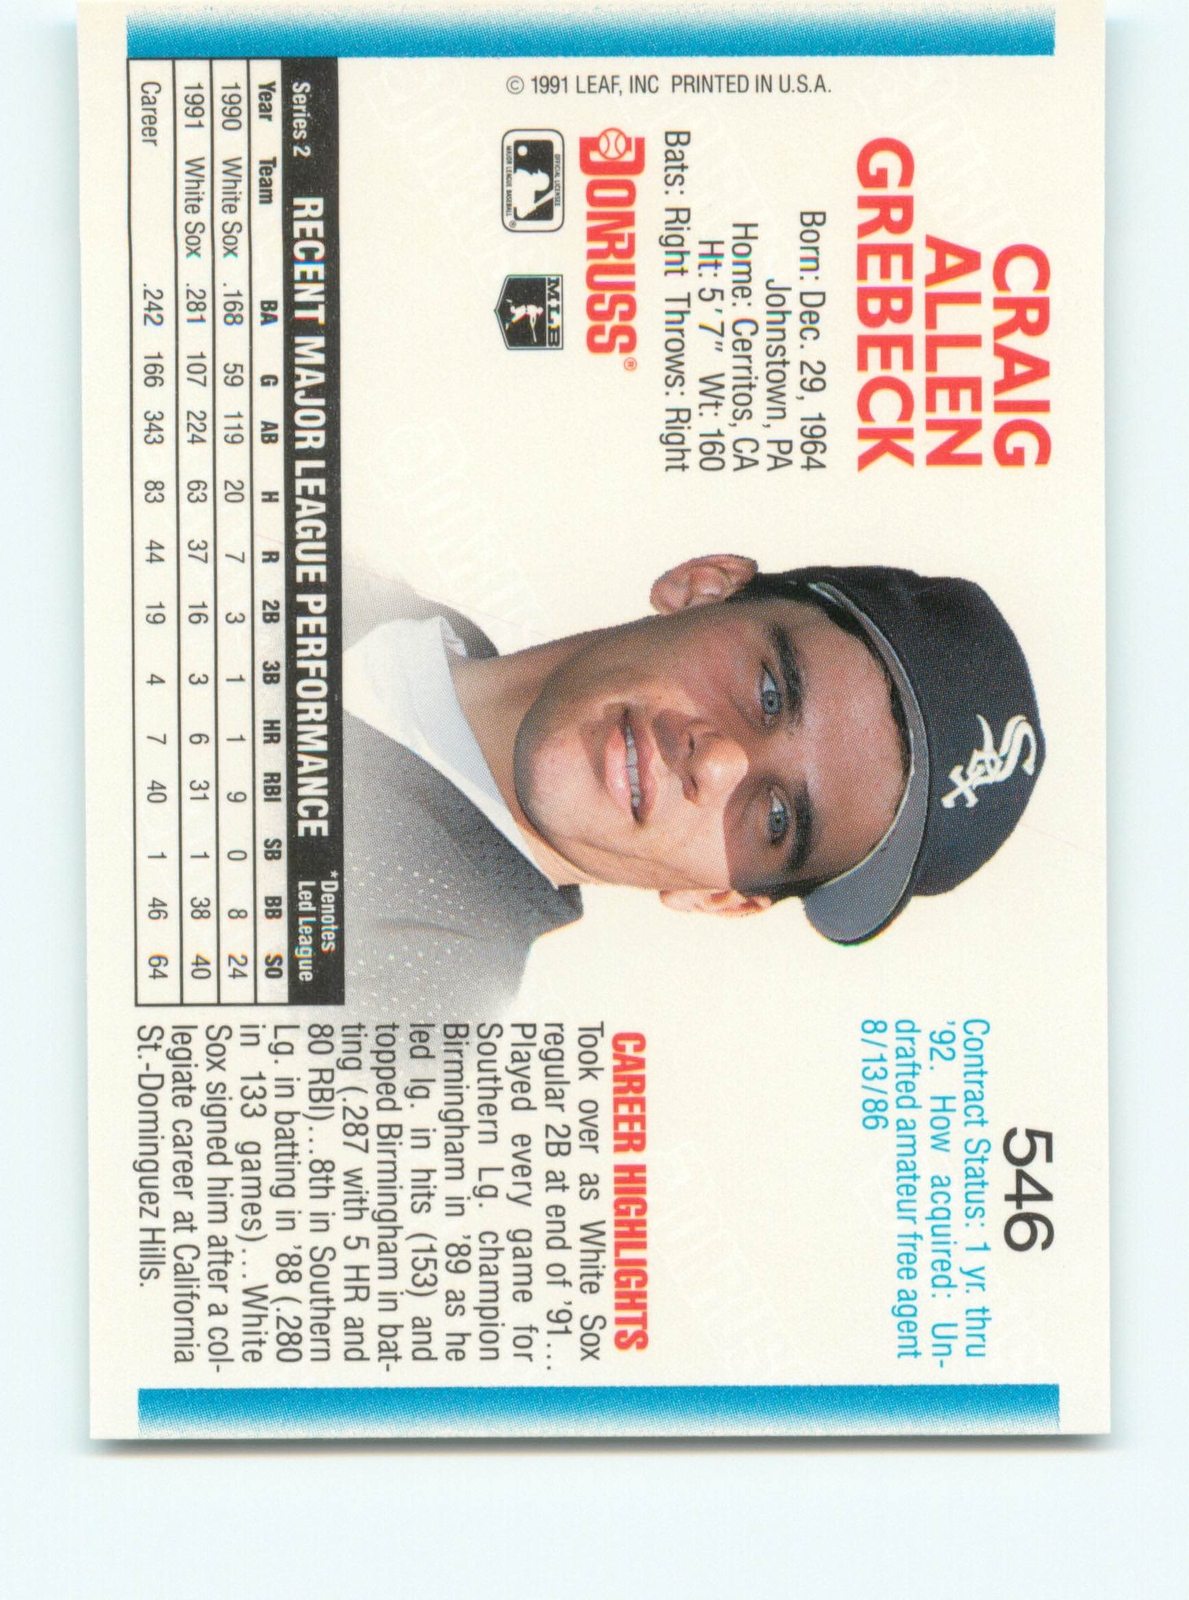 CRAIG
ALLEN
GREBECK
Born: Dec. 29, 1964
Johnstown, PA
Home: Cerritos, CA
Ht: 5'7" Wt: 160
Bats: Right Throws: Right
DONRUSS®
OFFICIAL LICENSEE
MAJOR LEAGUE BASEBALL
®
MLB
© 1991 LEAF, INC PRINTED IN U.S.A.
Sox
546
Contract Status: 1 yr. thru
'92. How acquired: Un-
drafted amateur free agent
8/13/86
CAREER HIGHLIGHTS
Took over as White Sox
regular 2B at end of '91...
Played every game for
Southern Lg. champion
Birmingham in '89 as he
led lg. in hits (153) and
topped Birmingham in bat-
ting (.287 with 5 HR and
80 RBI)...8th in Southern
Lg. in batting in '88 (.280
in 133 games)...White
Sox signed him after a col-
legiate career at California
St.-Dominguez Hills.
Series 2 RECENT MAJOR LEAGUE PERFORMANCE *Denotes
Led League
Year Team BA G AB H R 2B 3B HR RBI SB BB SO
1990 White Sox .168 59 119 20 7 3 1 1 9 0 8 24
1991 White Sox .281 107 224 63 37 16 3 6 31 1 38 40
Career .242 166 343 83 44 19 4 7 40 1 46 64